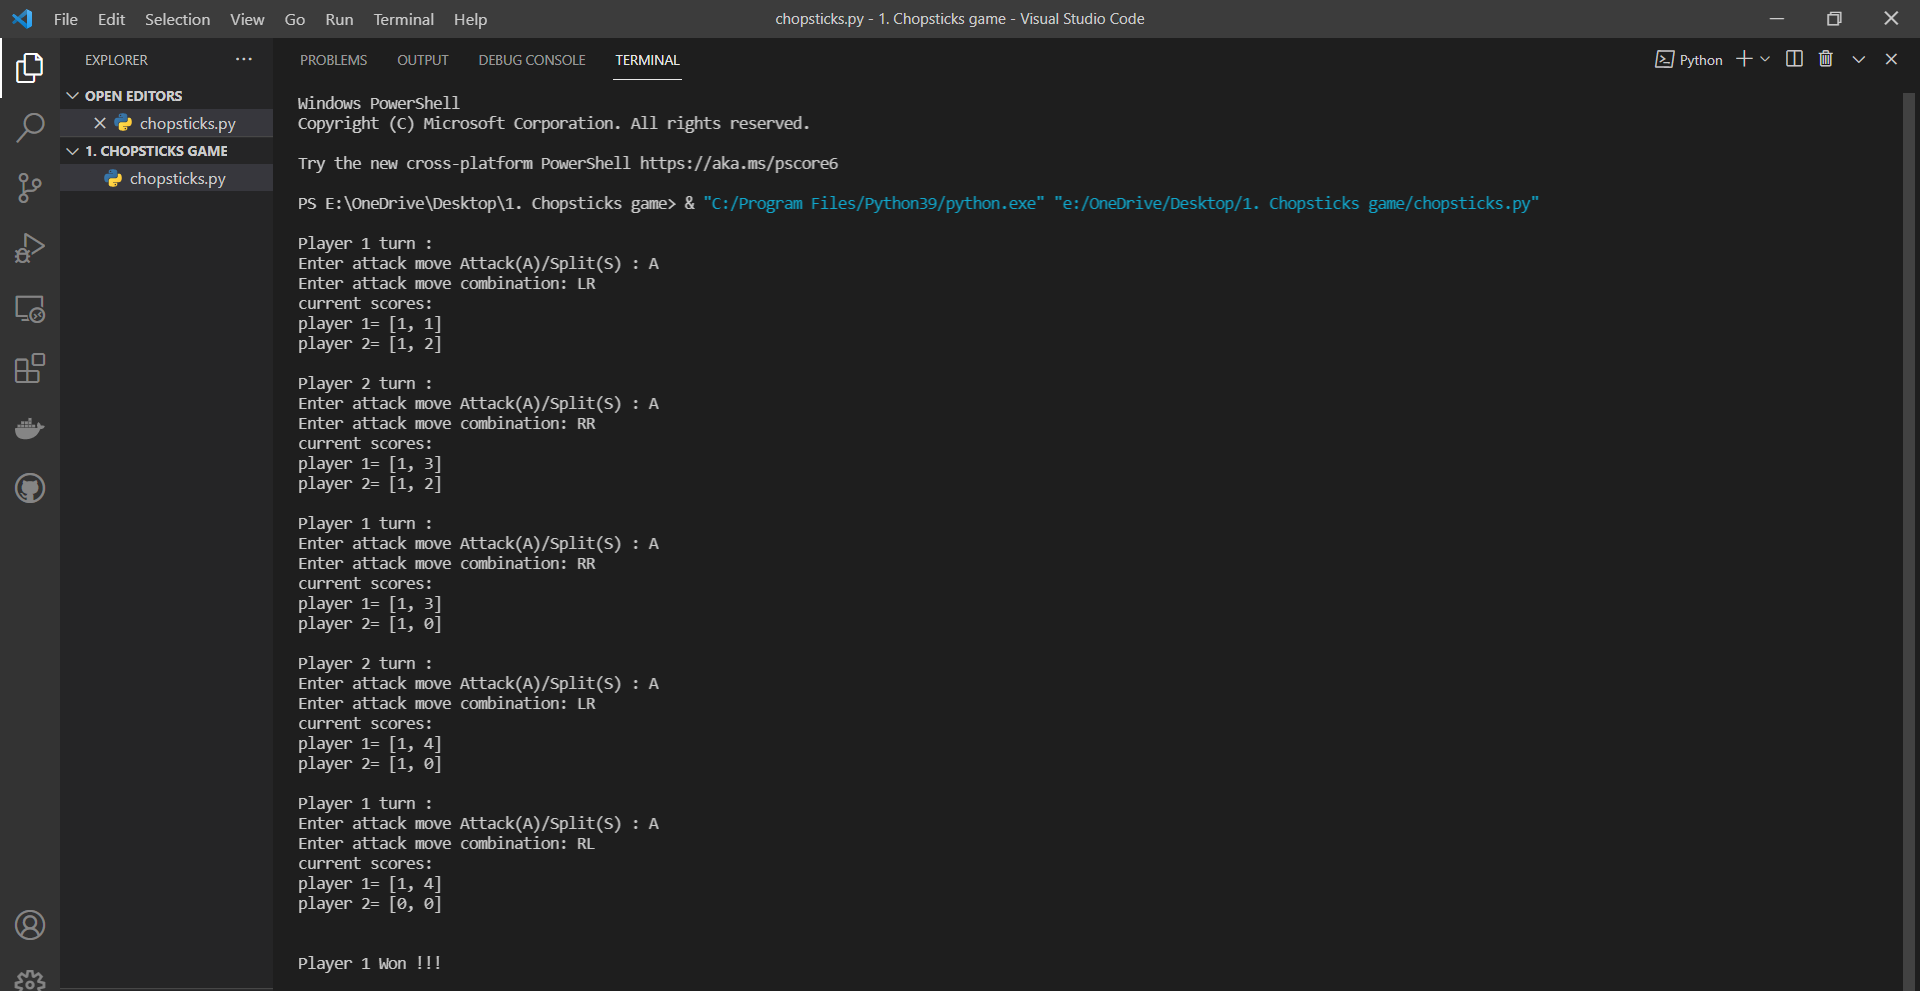 File Edit Selection View Go Run Terminal Help
chopsticks.py - 1. Chopsticks game - Visual Studio Code
EXPLORER ...
OPEN EDITORS
chopsticks.py
1. CHOPSTICKS GAME
chopsticks.py
PROBLEMS OUTPUT DEBUG CONSOLE TERMINAL
Python
Windows PowerShell
Copyright (C) Microsoft Corporation. All rights reserved.
Try the new cross-platform PowerShell https://aka.ms/pscore6
PS E:\OneDrive\Desktop\1. Chopsticks game> & "C:/Program Files/Python39/python.exe" "e:/OneDrive/Desktop/1. Chopsticks game/chopsticks.py"
Player 1 turn :
Enter attack move Attack(A)/Split(S) : A
Enter attack move combination: LR
current scores:
player 1= [1, 1]
player 2= [1, 2]
Player 2 turn :
Enter attack move Attack(A)/Split(S) : A
Enter attack move combination: RR
current scores:
player 1= [1, 3]
player 2= [1, 2]
Player 1 turn :
Enter attack move Attack(A)/Split(S) : A
Enter attack move combination: RR
current scores:
player 1= [1, 3]
player 2= [1, 0]
Player 2 turn :
Enter attack move Attack(A)/Split(S) : A
Enter attack move combination: LR
current scores:
player 1= [1, 4]
player 2= [1, 0]
Player 1 turn :
Enter attack move Attack(A)/Split(S) : A
Enter attack move combination: RL
current scores:
player 1= [1, 4]
player 2= [0, 0]
Player 1 Won !!!